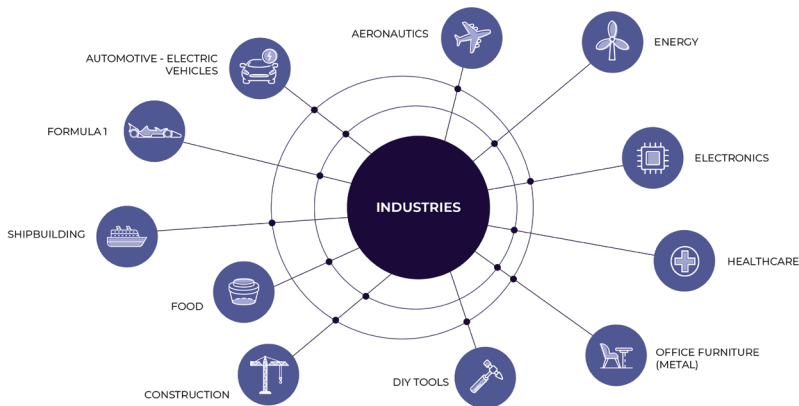 AERONAUTICS
ENERGY
AUTOMOTIVE - ELECTRIC
VEHICLES
FORMULA 1
ELECTRONICS
INDUSTRIES
SHIPBUILDING
HEALTHCARE
FOOD
OFFICE FURNITURE
(METAL)
DIY TOOLS
CONSTRUCTION